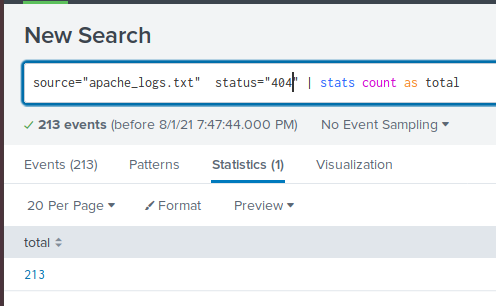 New Search
source="apache_logs.txt"  status="404" | stats count as total
✓ 213 events (before 8/1/21 7:47:44.000 PM) No Event Sampling ▾
Events (213) Patterns Statistics (1) Visualization
20 Per Page ▾ Format Preview ▾
total
213